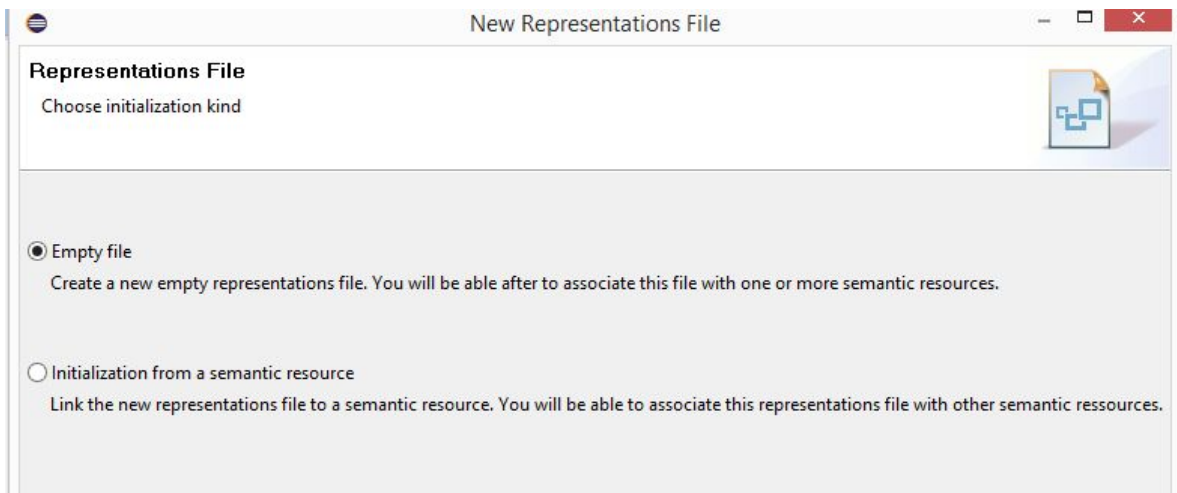 New Representations File
Representations File
Choose initialization kind
Empty file
Create a new empty representations file. You will be able after to associate this file with one or more semantic resources.
Initialization from a semantic resource
Link the new representations file to a semantic resource. You will be able to associate this representations file with other semantic ressources.